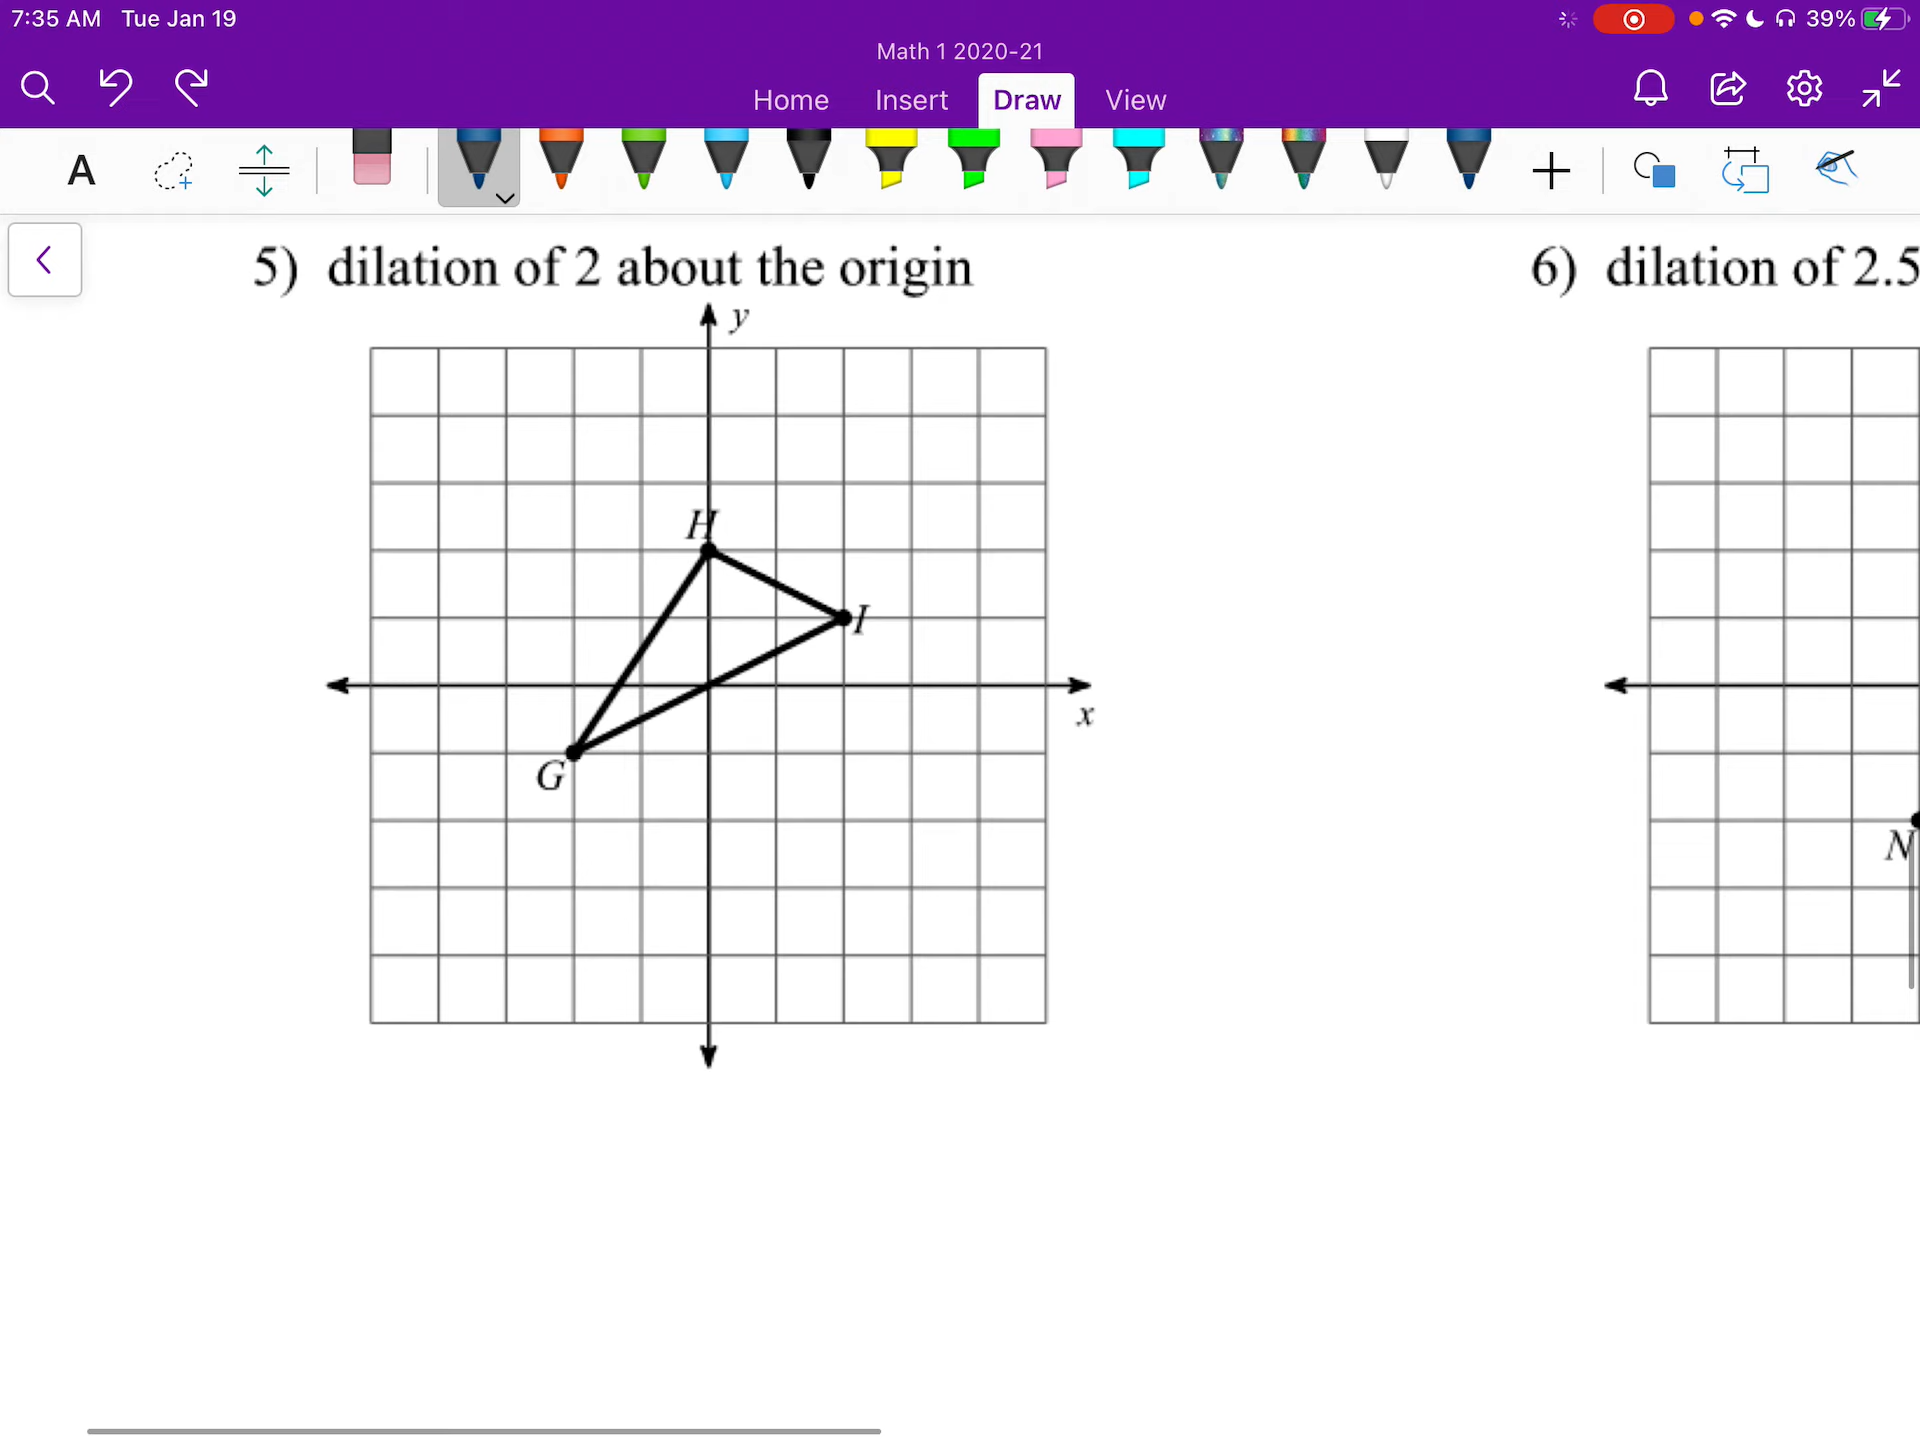 7:35 AM Tue Jan 19
39%
Math 1 2020-21
Home Insert Draw View
A
5) dilation of 2 about the origin
6) dilation of 2.5
y
H
I
x
G
N